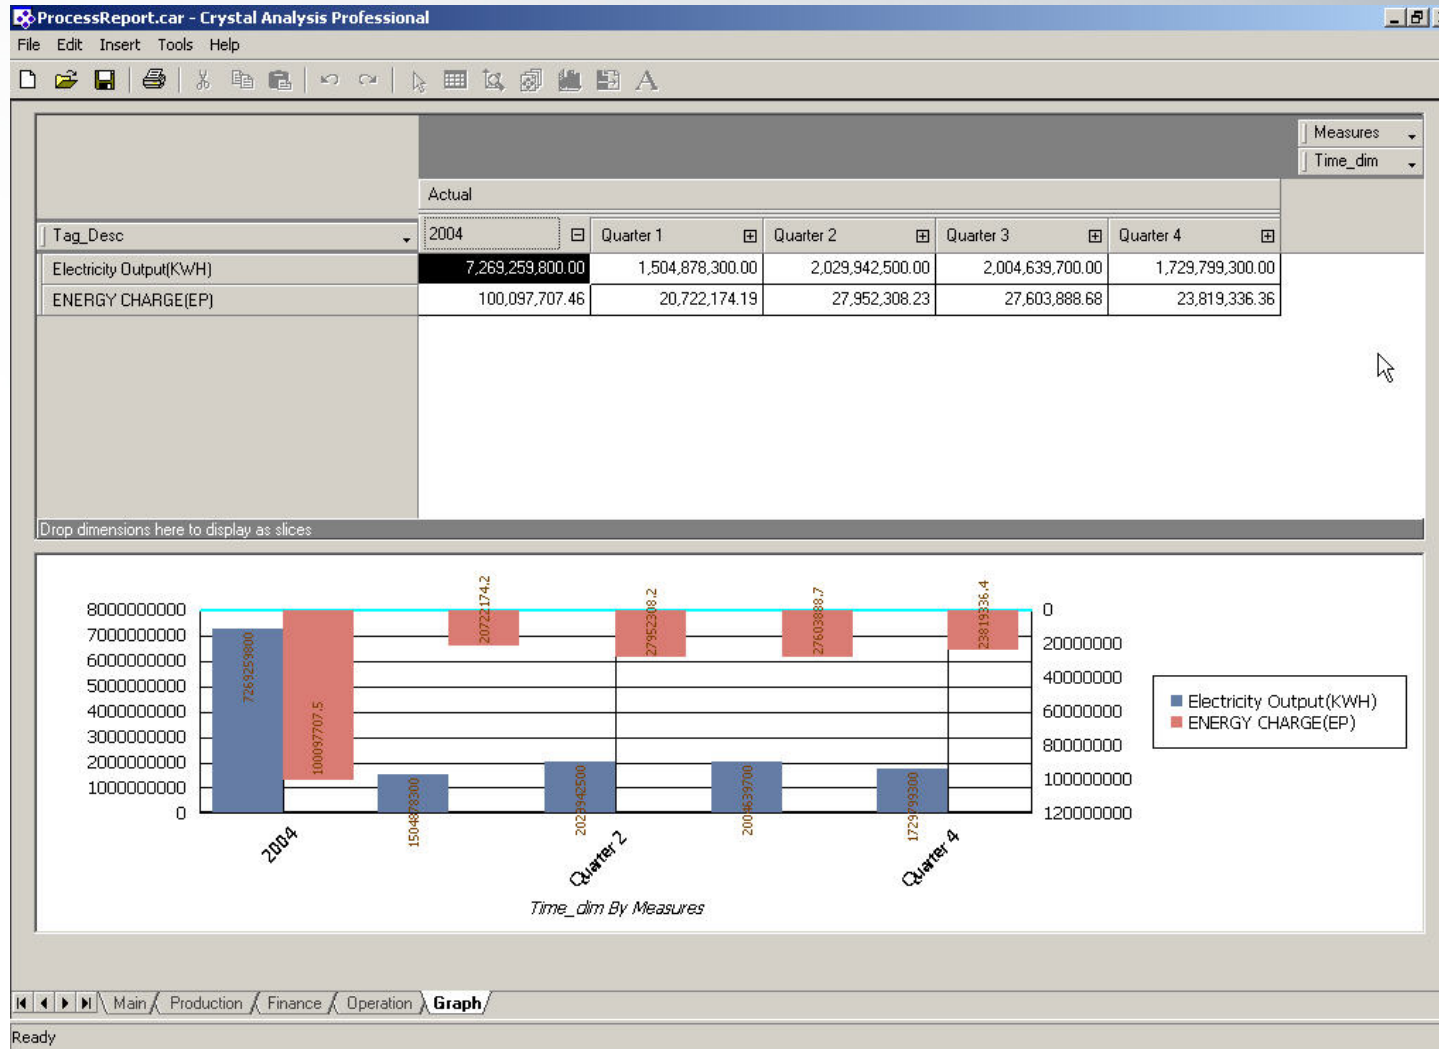 ProcessReport.car - Crystal Analysis Professional
File Edit Insert Tools Help
A
Measures
Time_dim
Actual
Tag_Desc 2004 Quarter 1 Quarter 2 Quarter 3 Quarter 4
Electricity Output(KWH) 7,269,259,800.00 1,504,878,300.00 2,029,942,500.00 2,004,639,700.00 1,729,799,300.00
ENERGY CHARGE(EP) 100,097,707.46 20,722,174.19 27,952,308.23 27,603,888.68 23,819,336.36
Drop dimensions here to display as slices
8000000000
7000000000
6000000000
5000000000
4000000000
3000000000
2000000000
1000000000
0
7269259800
100097707.5
1504878300
20722174.2
2029942500
27952308.2
2004639700
27603888.7
1729799300
23819336.4
0
20000000
40000000
60000000
80000000
100000000
120000000
2004
Quarter 2
Quarter 4
Time_dim By Measures
Electricity Output(KWH)
ENERGY CHARGE(EP)
Main Production Finance Operation Graph
Ready